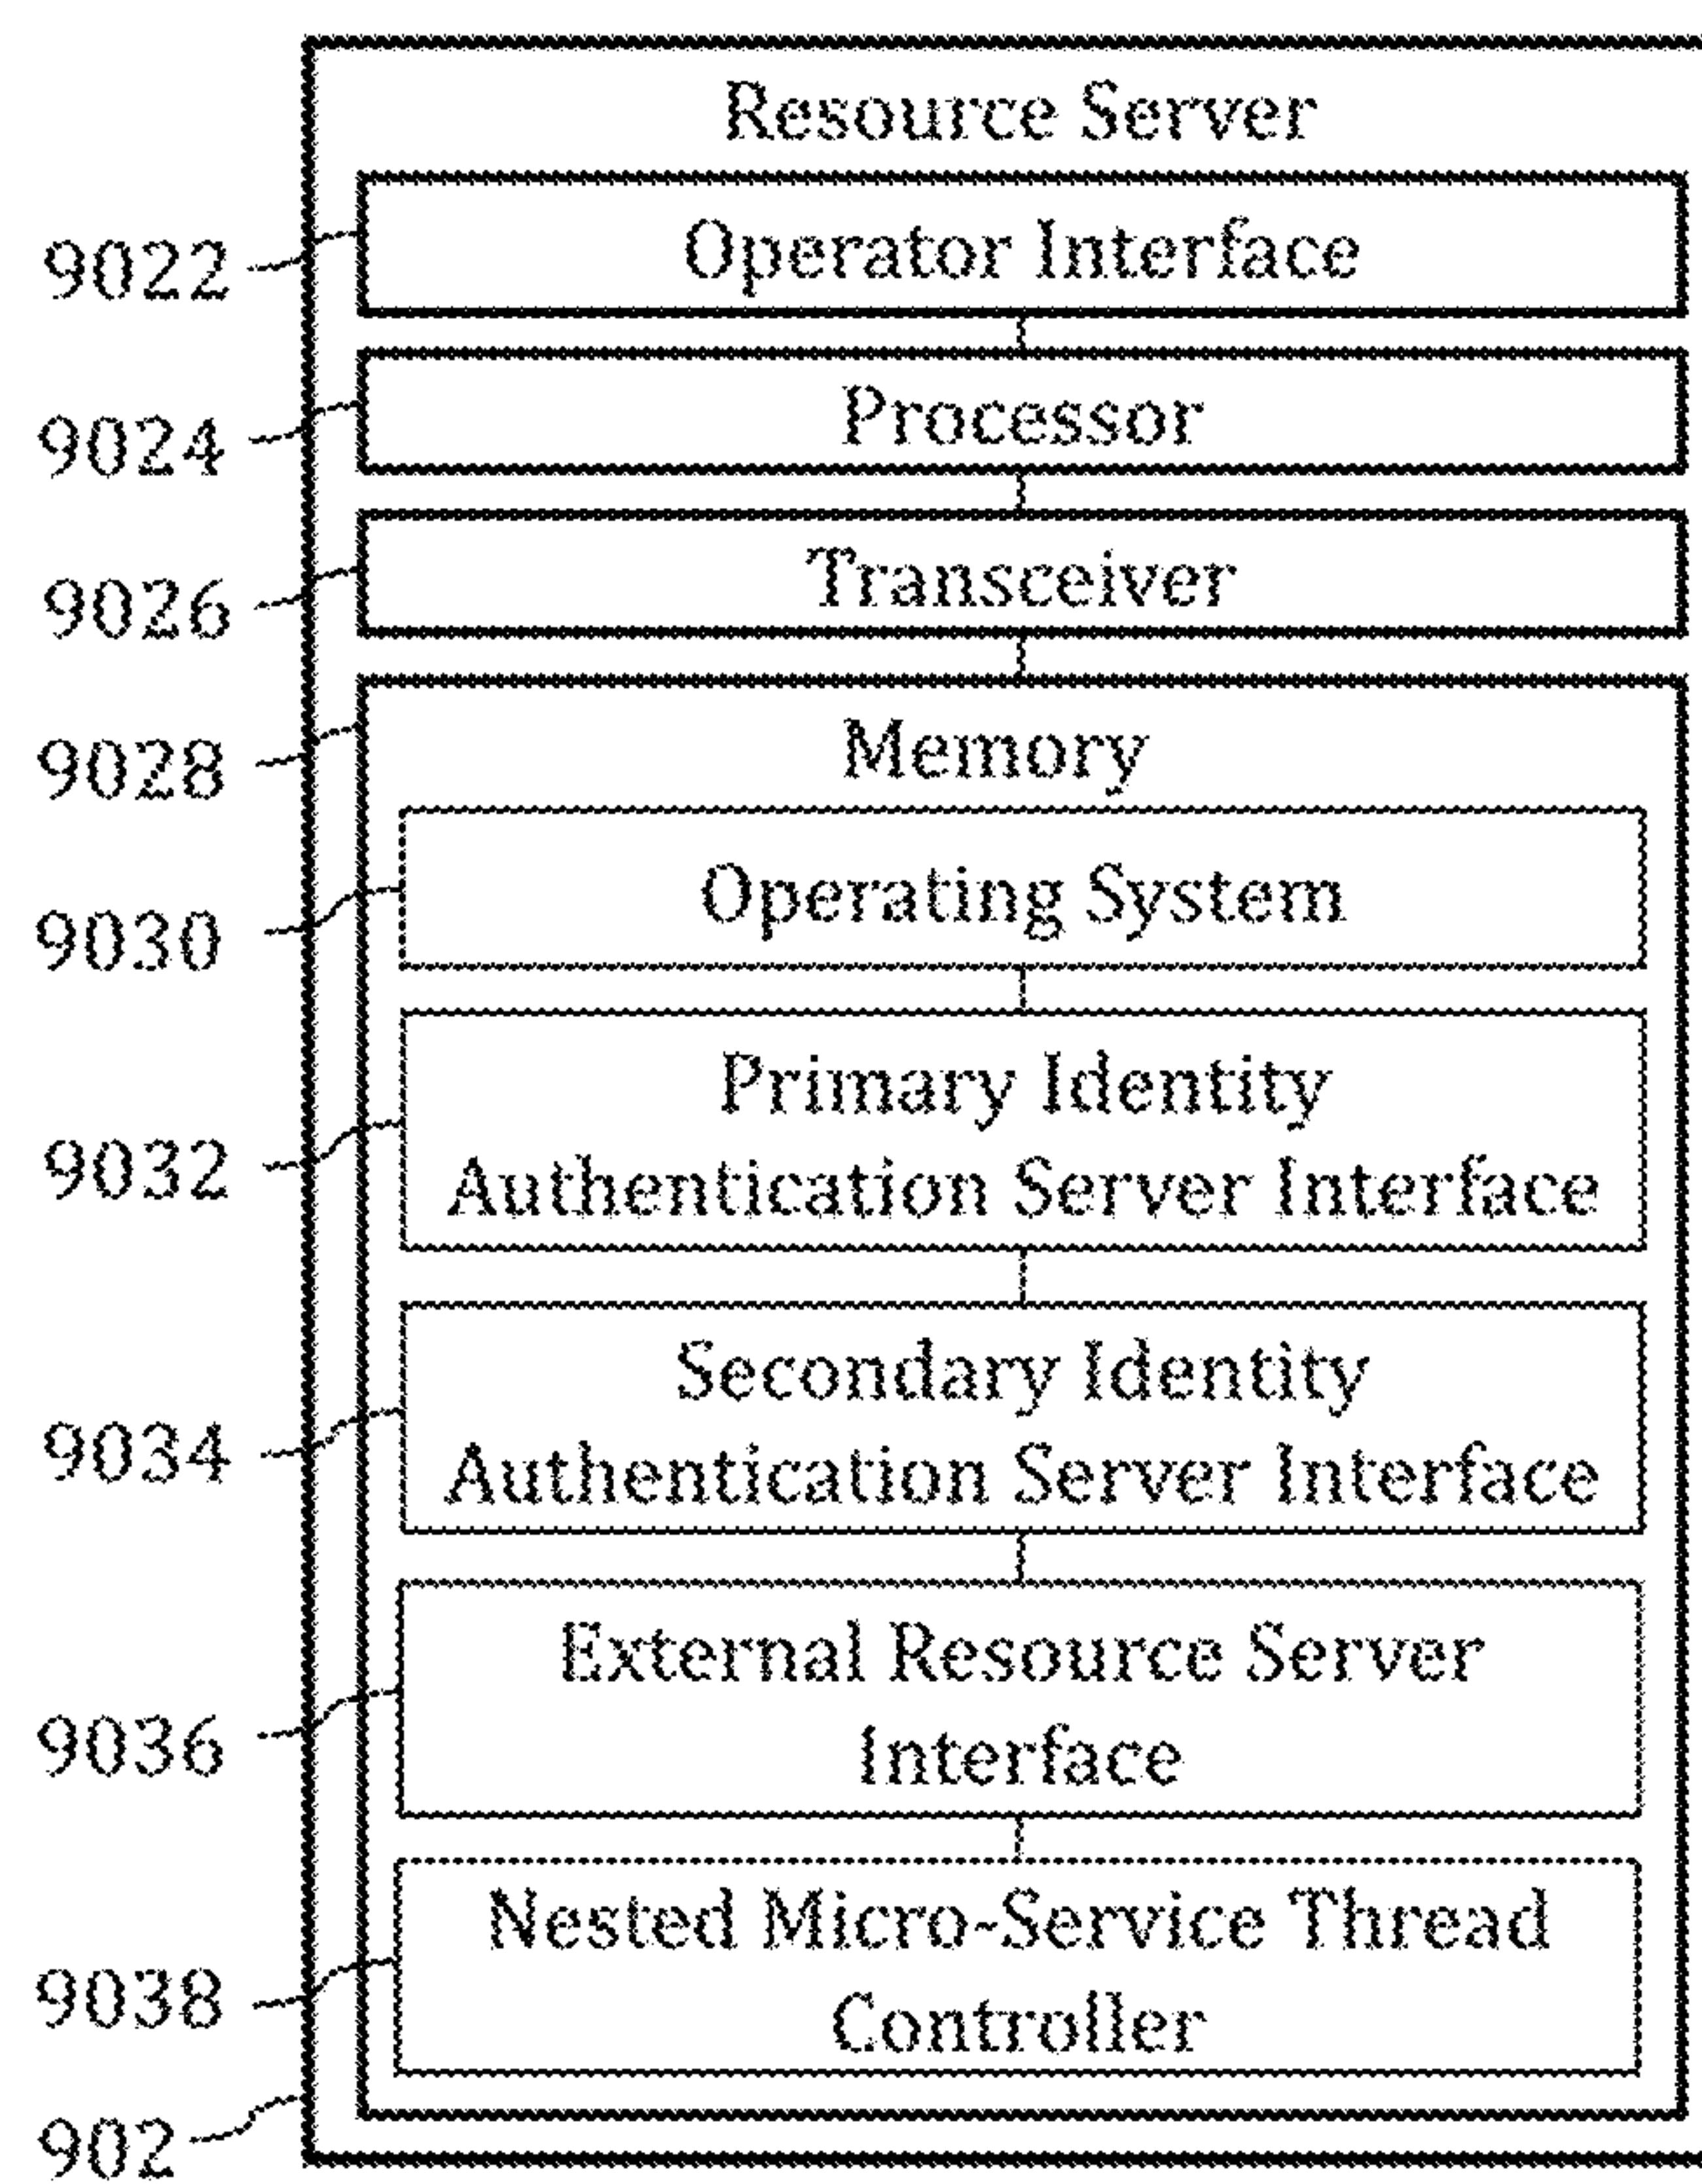 Resource Server
9022
Operator Interface
9024
Processor
9026
Transceiver
9028
Memory
9030
Operating System
9032
Primary Identity
Authentication Server Interface
9034
Secondary Identity
Authentication Server Interface
9036
External Resource Server
Interface
9038
Nested Micro-Service Thread
Controller
902